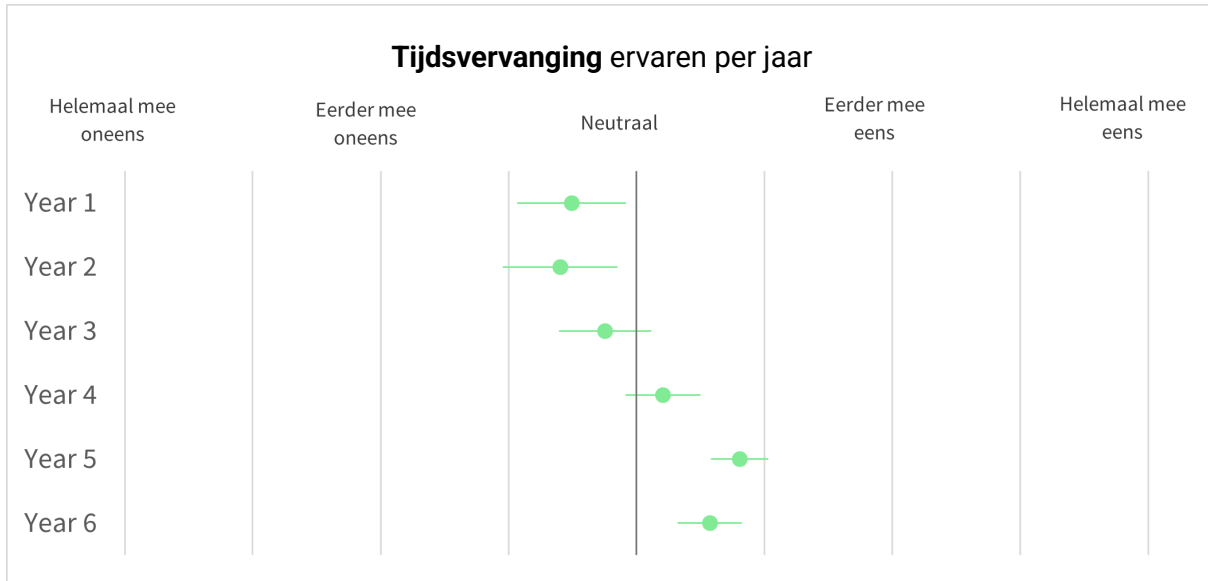 Tijdsvervanging ervaren per jaar
Helemaal mee
oneens
Eerder mee
oneens
Neutraal
Eerder mee
eens
Helemaal mee
eens
Year 1
Year 2
Year 3
Year 4
Year 5
Year 6